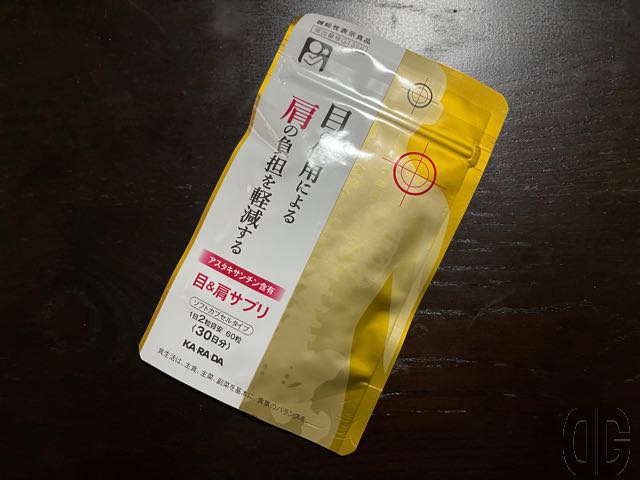 機能性表示食品
目の使用による
肩の負担を軽減する
アスタキサンチン含有
目&肩サプリ
ソフトカプセルタイプ
1日2粒目安 60粒
(30日分)
KARADA
食生活は、主食、主菜、副菜を基本に、食事のバランスを